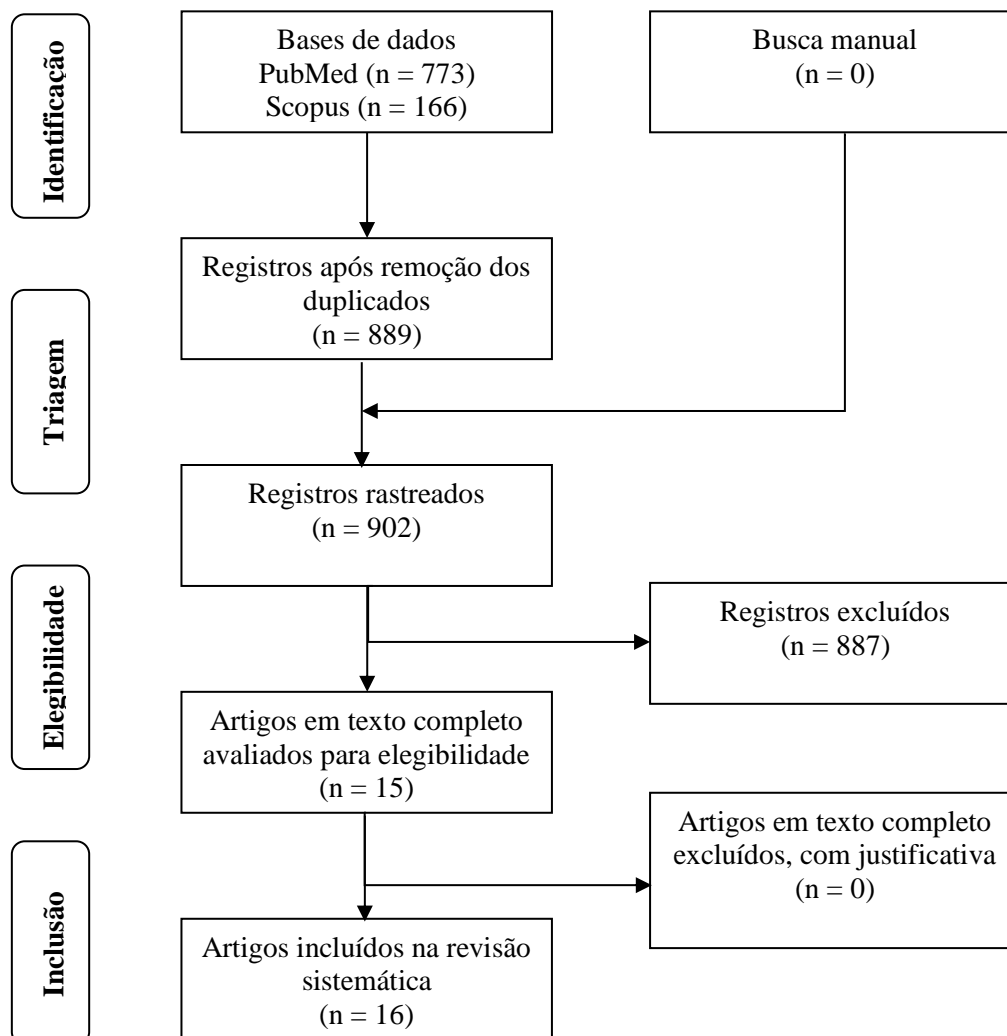 Identificação
Bases de dados
PubMed (n = 773)
Scopus (n = 166)
Busca manual
(n = 0)
Registros após remoção dos
duplicados
(n = 889)
Triagem
Registros rastreados
(n = 902)
Elegibilidade
Registros excluídos
(n = 887)
Artigos em texto completo
avaliados para elegibilidade
(n = 15)
Artigos em texto completo
excluídos, com justificativa
(n = 0)
Inclusão
Artigos incluídos na revisão
sistemática
(n = 16)